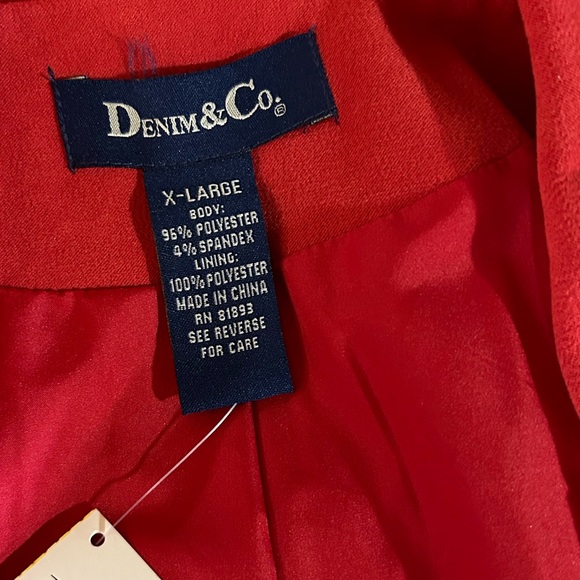 DENIM & CO.®
X-LARGE
BODY:
96% POLYESTER
4% SPANDEX
LINING:
100% POLYESTER
MADE IN CHINA
RN 81893
SEE REVERSE
FOR CARE